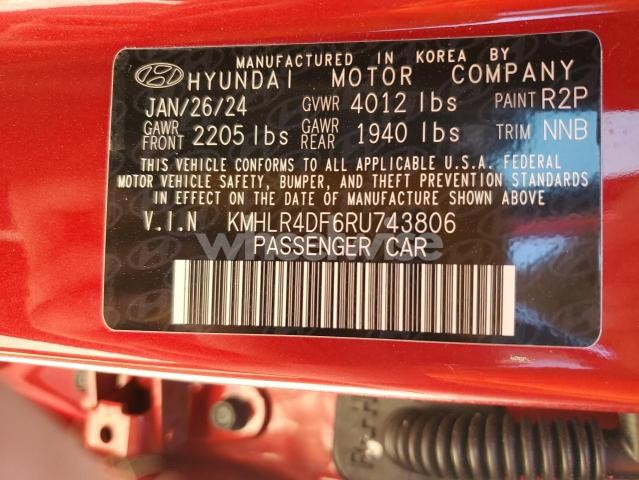 MANUFACTURED IN KOREA BY
HYUNDAI MOTOR COMPANY
JAN/26/24 GVWR 4012 lbs PAINT R2P
GAWR FRONT 2205 lbs GAWR REAR 1940 lbs TRIM NNB
THIS VEHICLE CONFORMS TO ALL APPLICABLE U.S.A. FEDERAL
MOTOR VEHICLE SAFETY, BUMPER, AND THEFT PREVENTION STANDARDS
IN EFFECT ON THE DATE OF MANUFACTURE SHOWN ABOVE
V.I.N KMHLR4DF6RU743806
PASSENGER CAR